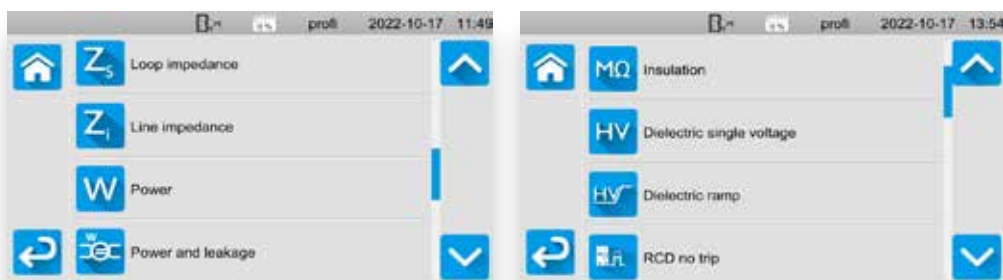 profi 2022-10-17 11:49
Zs Loop impedance
Zi Line impedance
W Power
W Power and leakage
profi 2022-10-17 13:54
MΩ Insulation
HV Dielectric single voltage
HV Dielectric ramp
RCD no trip